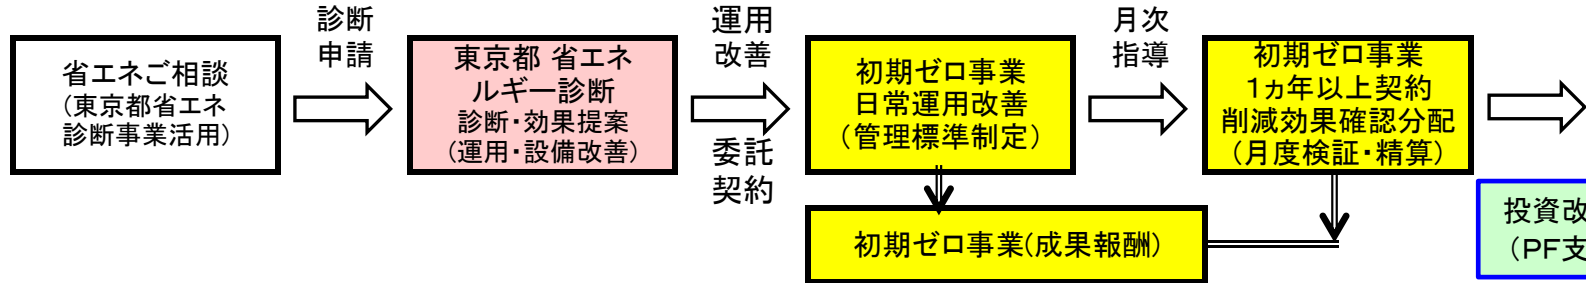 省エネご相談
(東京都省エネ
診断事業活用)
診断
申請
東京都 省エネ
ルギー診断
診断・効果提案
(運用・設備改善)
運用
改善
委託
契約
初期ゼロ事業
日常運用改善
(管理標準制定)
月次
指導
初期ゼロ事業
1ヵ年以上契約
削減効果確認分配
(月度検証・精算)
初期ゼロ事業(成果報酬)
投資改
(PF支